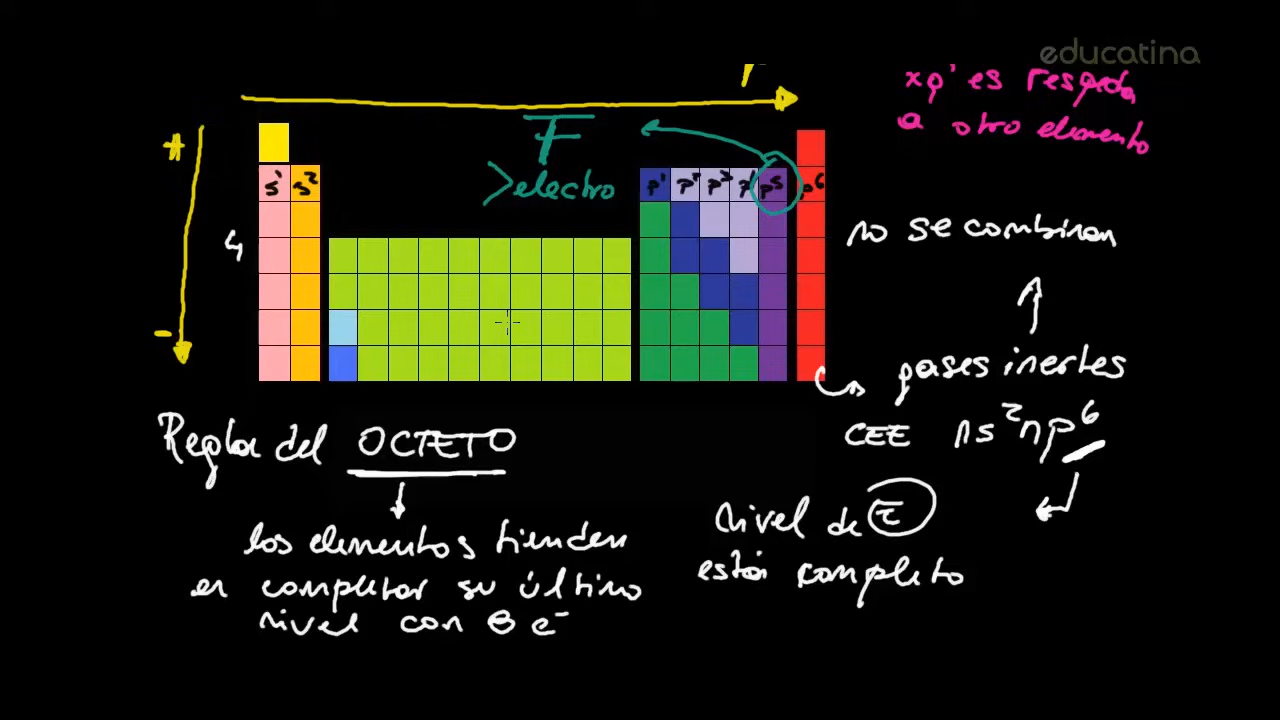 educatina
xq' es respecto
a otro elemento
+
F
>electro
s¹ s² p¹ p² p³ p⁴ p⁵ p⁶
4
no se combinan
-
gases inertes
CEE ns²np⁶
Regla del OCTETO
nivel de E
está completo
los elementos tienden
a completar su último
nivel con 8 e⁻